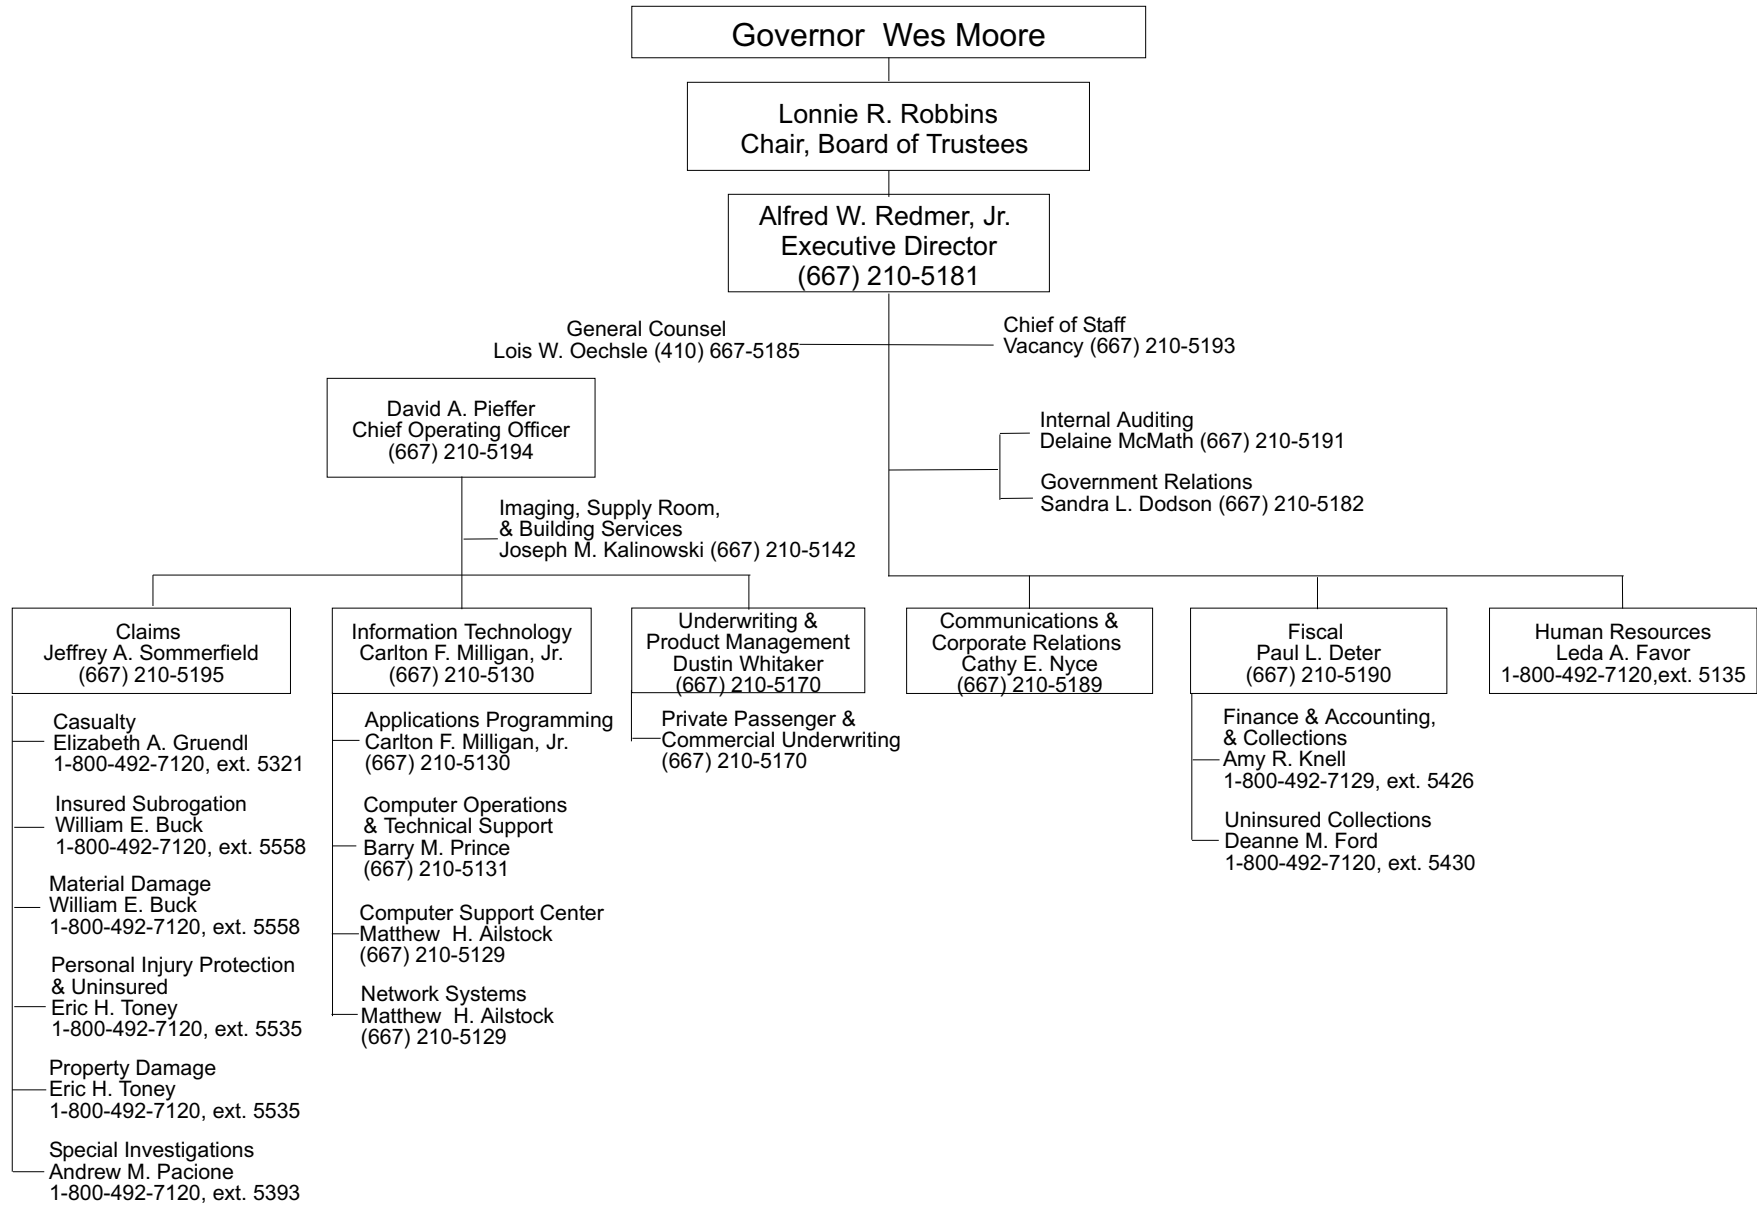 Governor  Wes Moore
Lonnie R. Robbins
Chair, Board of Trustees
Alfred W. Redmer, Jr.
Executive Director
(667) 210-5181
General Counsel
Lois W. Oechsle (410) 667-5185
Chief of Staff
Vacancy (667) 210-5193
David A. Pieffer
Chief Operating Officer
(667) 210-5194
Internal Auditing
Delaine McMath (667) 210-5191
Government Relations
Sandra L. Dodson (667) 210-5182
Imaging, Supply Room,
& Building Services
Joseph M. Kalinowski (667) 210-5142
Claims
Jeffrey A. Sommerfield
(667) 210-5195
Casualty
Elizabeth A. Gruendl
1-800-492-7120, ext. 5321
Insured Subrogation
William E. Buck
1-800-492-7120, ext. 5558
Material Damage
William E. Buck
1-800-492-7120, ext. 5558
Personal Injury Protection
& Uninsured
Eric H. Toney
1-800-492-7120, ext. 5535
Property Damage
Eric H. Toney
1-800-492-7120, ext. 5535
Special Investigations
Andrew M. Pacione
1-800-492-7120, ext. 5393
Information Technology
Carlton F. Milligan, Jr.
(667) 210-5130
Applications Programming
Carlton F. Milligan, Jr.
(667) 210-5130
Computer Operations
& Technical Support
Barry M. Prince
(667) 210-5131
Computer Support Center
Matthew  H. Ailstock
(667) 210-5129
Network Systems
Matthew  H. Ailstock
(667) 210-5129
Underwriting &
Product Management
Dustin Whitaker
(667) 210-5170
Private Passenger &
Commercial Underwriting
(667) 210-5170
Communications &
Corporate Relations
Cathy E. Nyce
(667) 210-5189
Fiscal
Paul L. Deter
(667) 210-5190
Finance & Accounting,
& Collections
Amy R. Knell
1-800-492-7129, ext. 5426
Uninsured Collections
Deanne M. Ford
1-800-492-7120, ext. 5430
Human Resources
Leda A. Favor
1-800-492-7120,ext. 5135